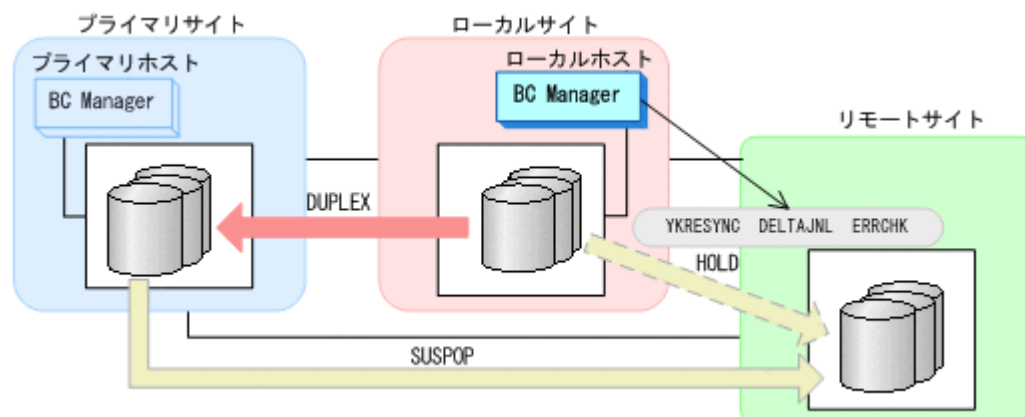 プライマリサイト
ローカルサイト
プライマリホスト
ローカルホスト
BC Manager
BC Manager
リモートサイト
DUPLEX
YKRESYNC DELTAJNL ERRCHK
HOLD
SUSPOP